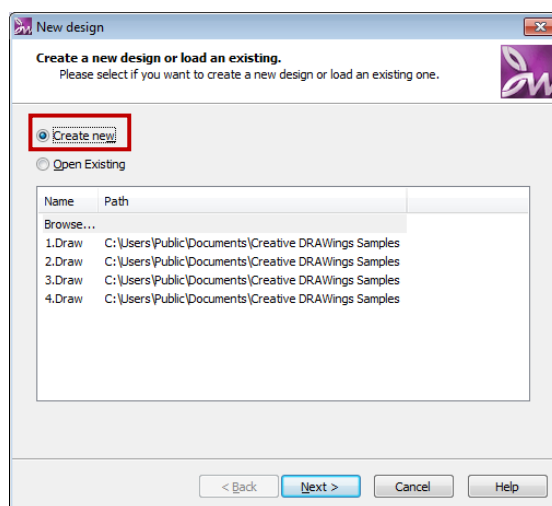 New design
Create a new design or load an existing.
Please select if you want to create a new design or load an existing one.
Create new
Open Existing
Name Path
Browse...
1.Draw C:\Users\Public\Documents\Creative DRAWings Samples
2.Draw C:\Users\Public\Documents\Creative DRAWings Samples
3.Draw C:\Users\Public\Documents\Creative DRAWings Samples
4.Draw C:\Users\Public\Documents\Creative DRAWings Samples
< Back Next > Cancel Help